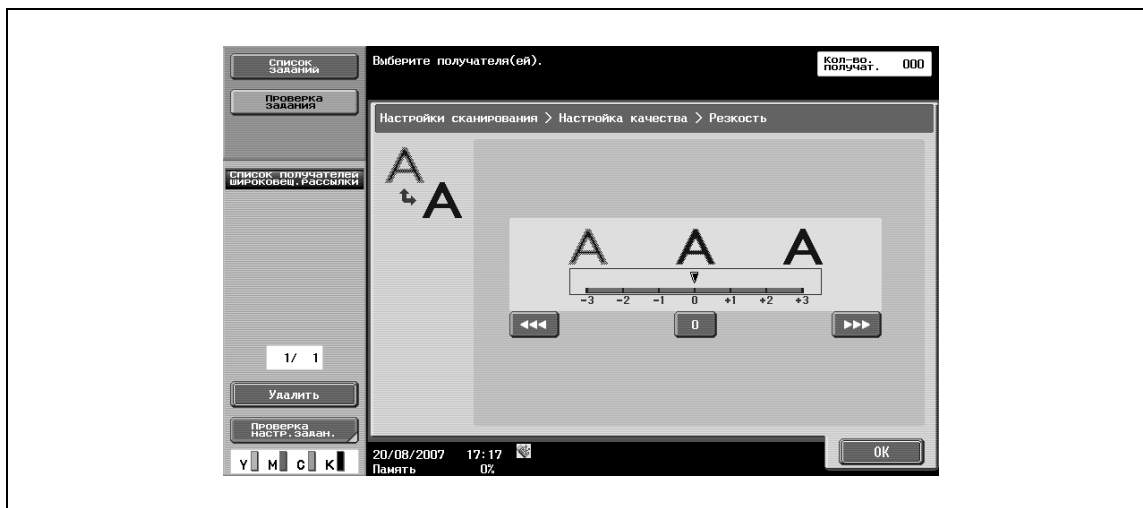 Список
заданий
Выберите получателя(ей).
Кол-во.
получат. 000
Проверка
задания
Настройки сканирования > Настройка качества > Резкость
Список получателей
широковещ.рассылки
A
A
A A A
-3 -2 -1 0 +1 +2 +3
0
1/ 1
Удалить
Проверка
настр.задан.
Y M C K
20/08/2007 17:17
Память 0%
OK